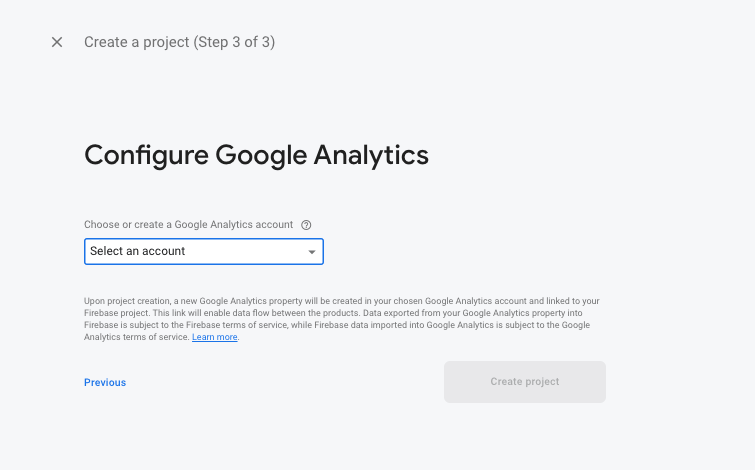 Create a project (Step 3 of 3)
Configure Google Analytics
Choose or create a Google Analytics account
Select an account
Upon project creation, a new Google Analytics property will be created in your chosen Google Analytics account and linked to your
Firebase project. This link will enable data flow between the products. Data exported from your Google Analytics property into
Firebase is subject to the Firebase terms of service, while Firebase data imported into Google Analytics is subject to the Google
Analytics terms of service. Learn more.
Previous
Create project